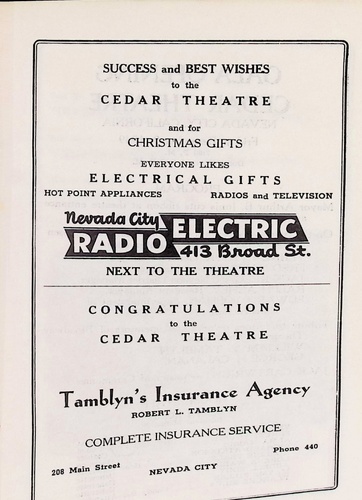 SUCCESS and BEST WISHES
to the
CEDAR THEATRE
and for
CHRISTMAS GIFTS
EVERYONE LIKES
ELECTRICAL GIFTS
HOT POINT APPLIANCES RADIOS and TELEVISION
Nevada City ELECTRIC
RADIO 413 Broad St.
NEXT TO THE THEATRE
CONGRATULATIONS
to the
CEDAR THEATRE
Tamblyn's Insurance Agency
ROBERT L. TAMBLYN
COMPLETE INSURANCE SERVICE
Phone 440
208 Main Street
NEVADA CITY